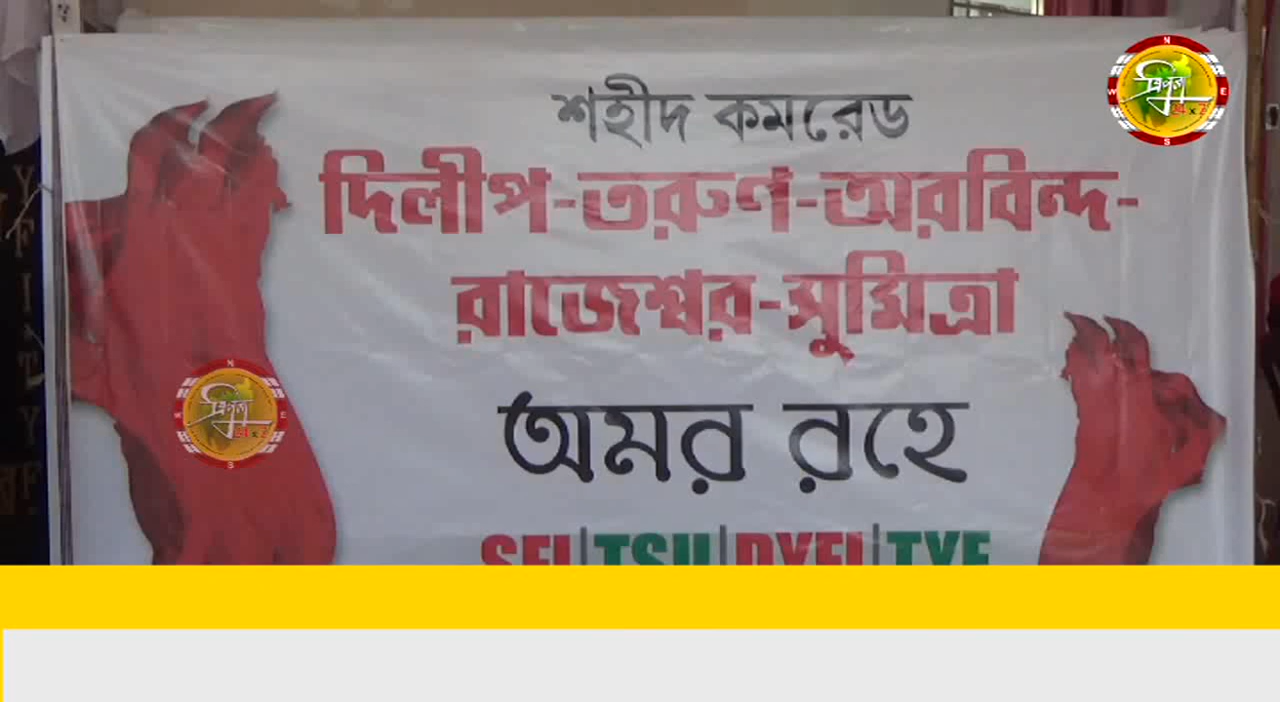 শহীদ কমরেড
দিলীপ-তরুণ-অরবিন্দ-
রাজেশ্বর-সুমিত্রা
অমর রহে
SFI|TSU|DYFI|TYF